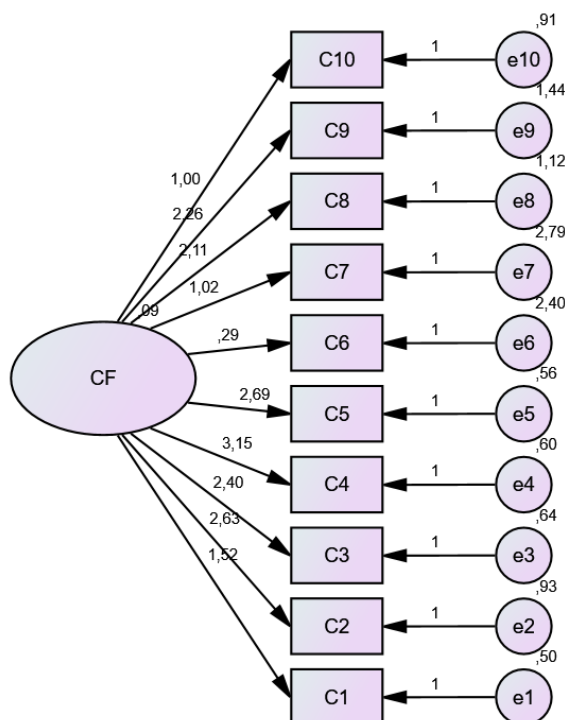 ,91
C10 1 e10
1,44
C9 1 e9
1,12
1,00
C8 1 e8
2,26
2,79
2,11
C7 1 e7
1,02
2,40
,09
C6 1 e6
,29
,56
CF
2,69
C5 1 e5
,60
3,15
C4 1 e4
2,40
,64
2,63
C3 1 e3
1,52
,93
C2 1 e2
,50
C1 1 e1